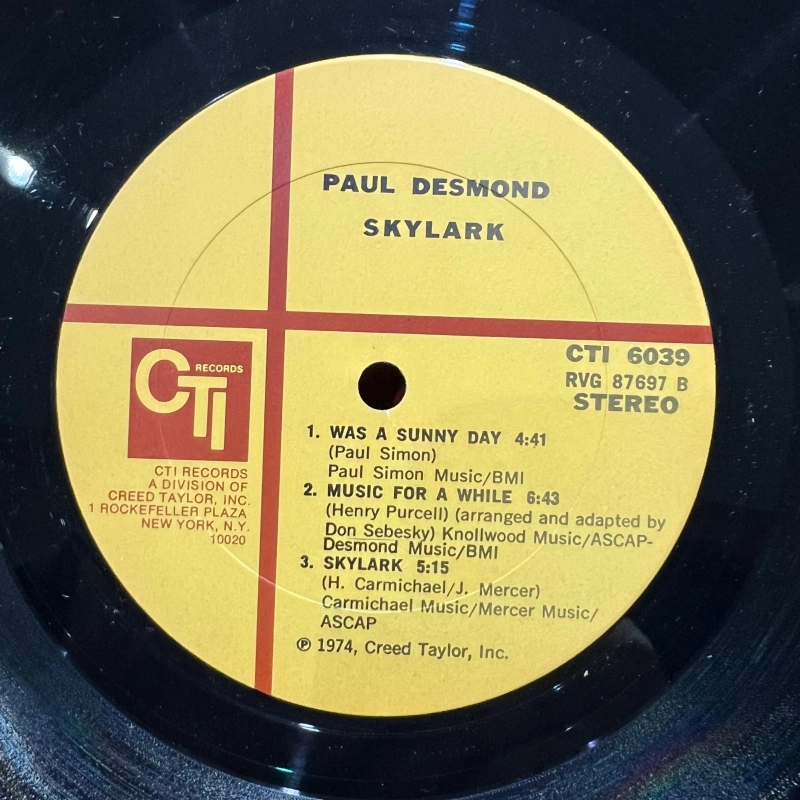 PAUL DESMOND
SKYLARK
CTI RECORDS
CTI RECORDS
A DIVISION OF
CREED TAYLOR, INC.
1 ROCKEFELLER PLAZA
NEW YORK, N.Y.
10020
CTI 6039
RVG 87697 B
STEREO
1. WAS A SUNNY DAY 4:41
(Paul Simon)
Paul Simon Music/BMI
2. MUSIC FOR A WHILE 6:43
(Henry Purcell) (arranged and adapted by
Don Sebesky) Knollwood Music/ASCAP-
Desmond Music/BMI
3. SKYLARK 5:15
(H. Carmichael/J. Mercer)
Carmichael Music/Mercer Music/
ASCAP
℗ 1974, Creed Taylor, Inc.